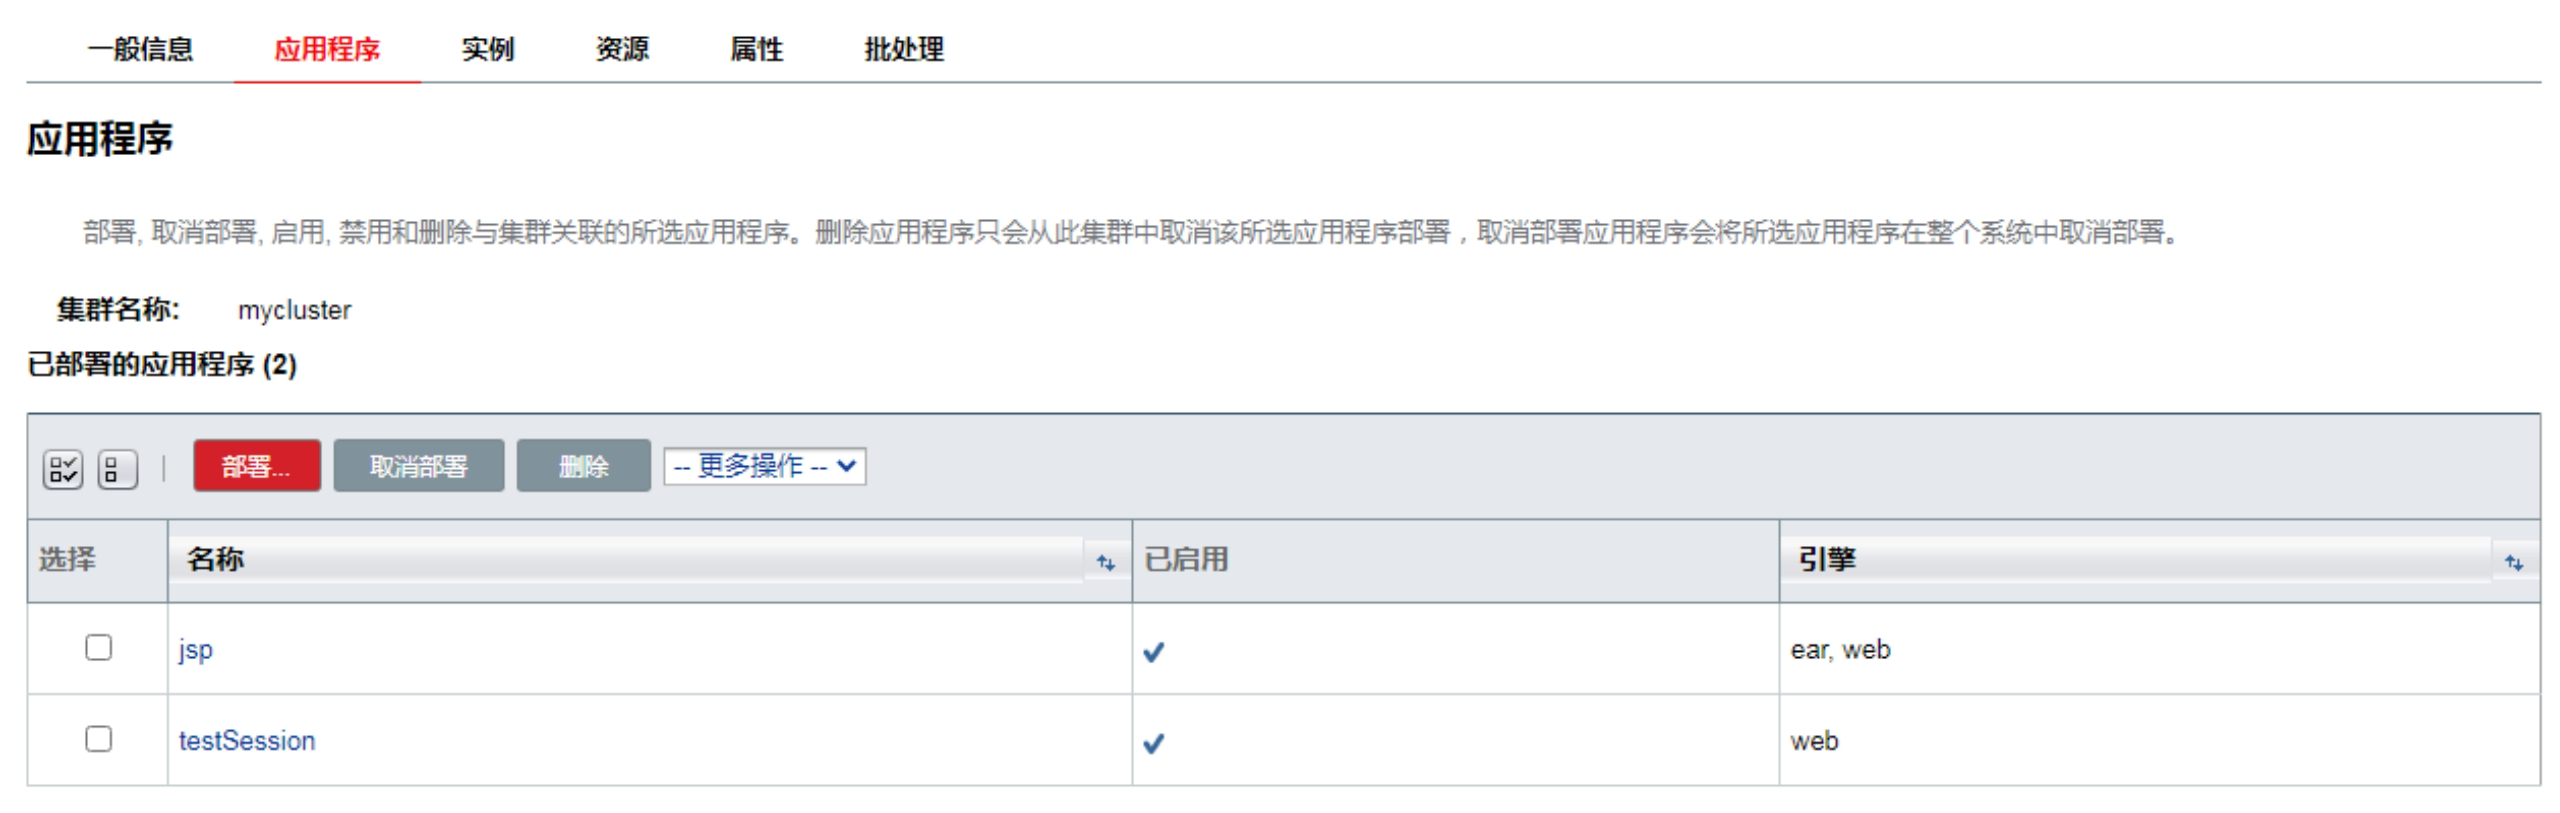 一般信息 应用程序 实例 资源 属性 批处理
应用程序
部署, 取消部署, 启用, 禁用和删除与集群关联的所选应用程序。删除应用程序只会从此集群中取消该所选应用程序部署，取消部署应用程序会将所选应用程序在整个系统中取消部署。
集群名称: mycluster
已部署的应用程序 (2)
部署... 取消部署 删除 -- 更多操作 --
选择 名称 已启用 引擎
jsp ear, web
testSession web